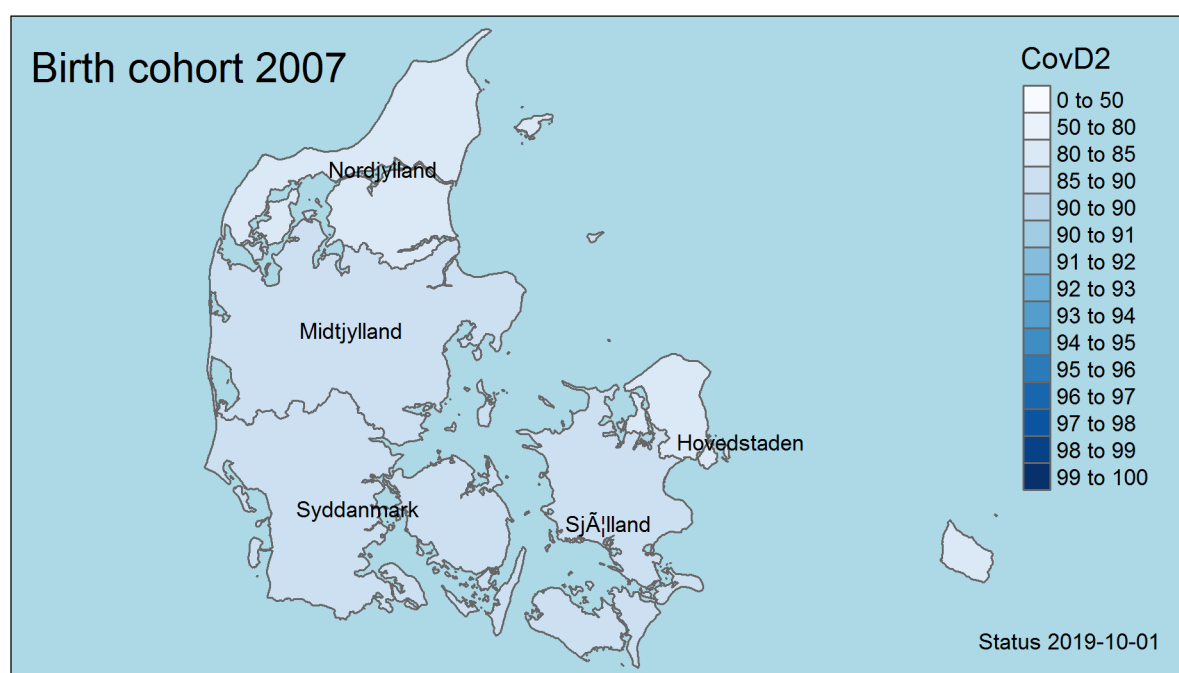 Birth cohort 2007
CovD2
0 to 50
50 to 80
80 to 85
85 to 90
90 to 90
90 to 91
91 to 92
92 to 93
93 to 94
94 to 95
95 to 96
96 to 97
97 to 98
98 to 99
99 to 100
Nordjylland
Midtjylland
Hovedstaden
Syddanmark
SjÃ¦lland
Status 2019-10-01